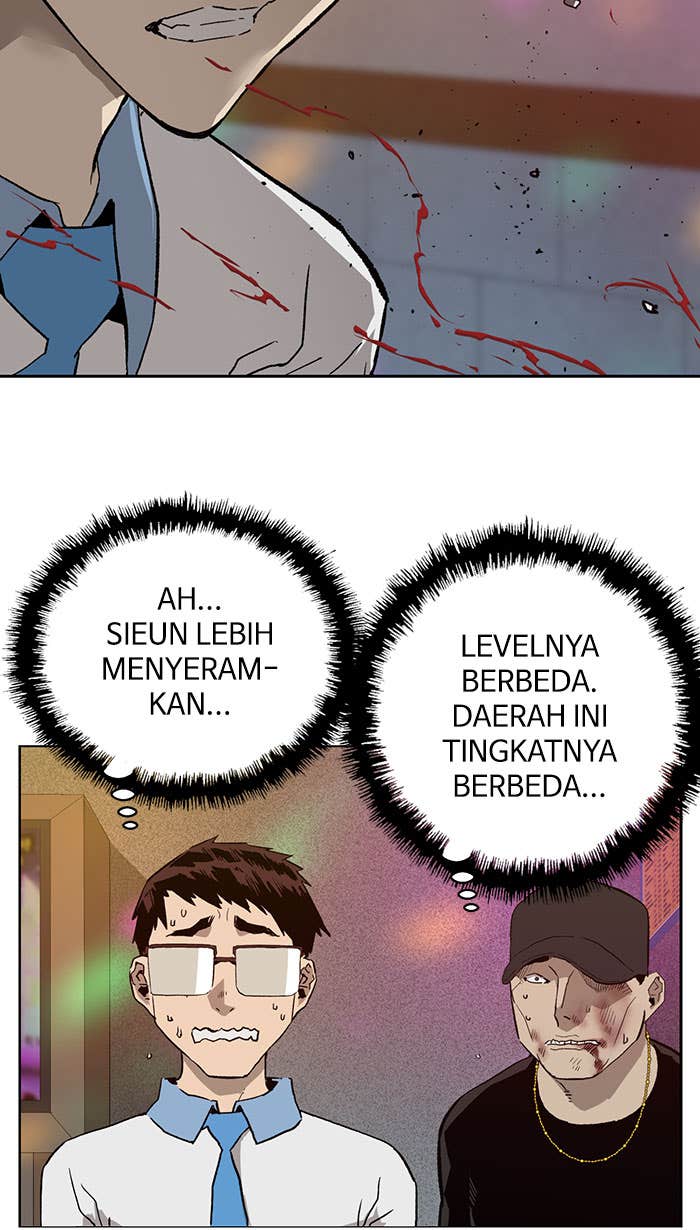 AH...
SIEUN LEBIH
MENYERAM-
KAN...
LEVELNYA
BERBEDA.
DAERAH INI
TINGKATNYA
BERBEDA...